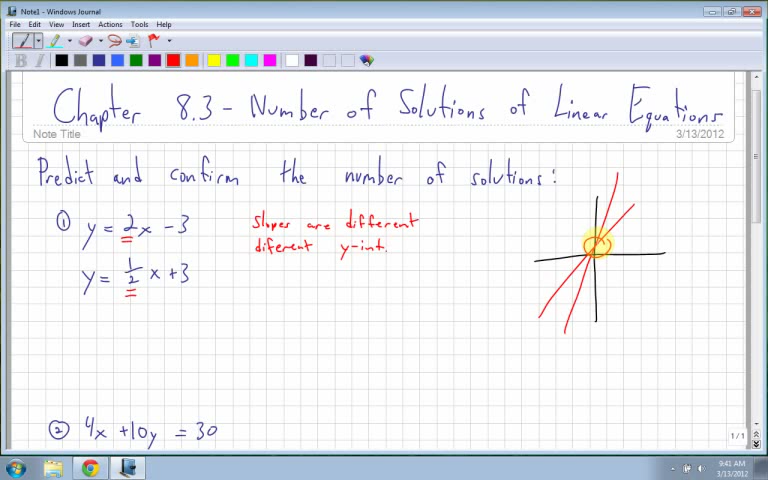 Note1 - Windows Journal
File Edit View Insert Actions Tools Help
B I
Chapter 8.3 - Number of Solutions of Linear Equations
Note Title
3/13/2012
Predict and confirm the number of solutions:
① y = 2x - 3
slopes are different
diferent y-int.
y = 1/2 x + 3
② 4x + 10y = 30
1 / 1
9:41 AM
3/13/2012